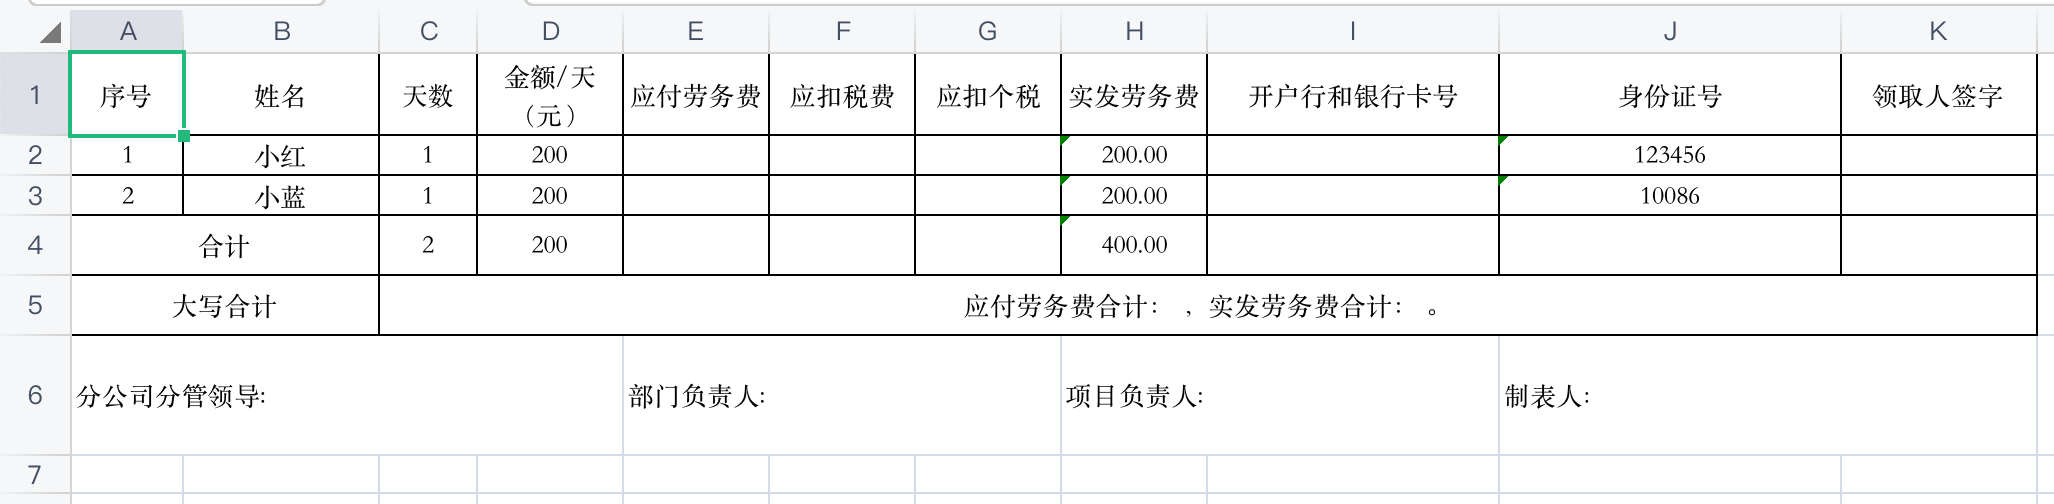 A B C D E F G H I J K
1 序号 姓名 天数 金额/天（元） 应付劳务费 应扣税费 应扣个税 实发劳务费 开户行和银行卡号 身份证号 领取人签字
2 1 小红 1 200 200.00 123456
3 2 小蓝 1 200 200.00 10086
4 合计 2 200 400.00
5 大写合计 应付劳务费合计： ，实发劳务费合计： 。
6 分公司分管领导: 部门负责人: 项目负责人: 制表人:
7